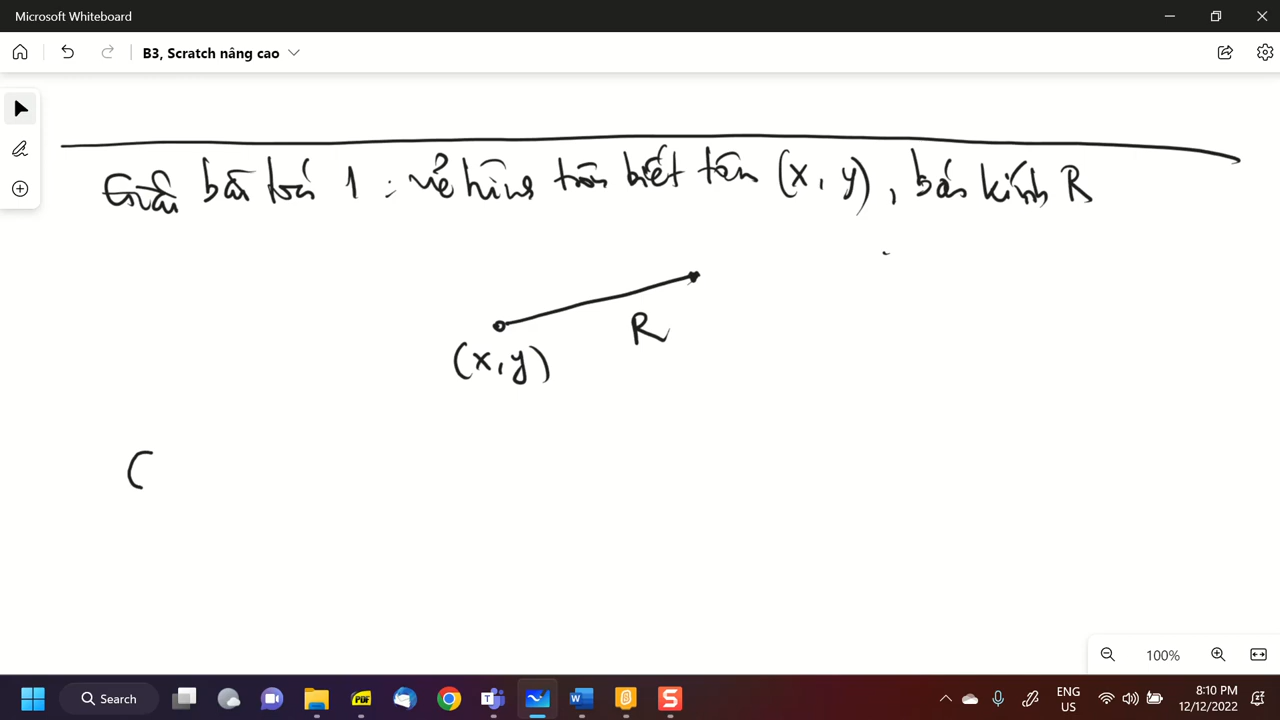 Microsoft Whiteboard
B3, Scratch nâng cao
bài toán 1 : vẽ hình tròn biết tâm (x, y), bán kính R
R
(x,y)
(
100%
Search
ENG
US
8:10 PM
12/12/2022